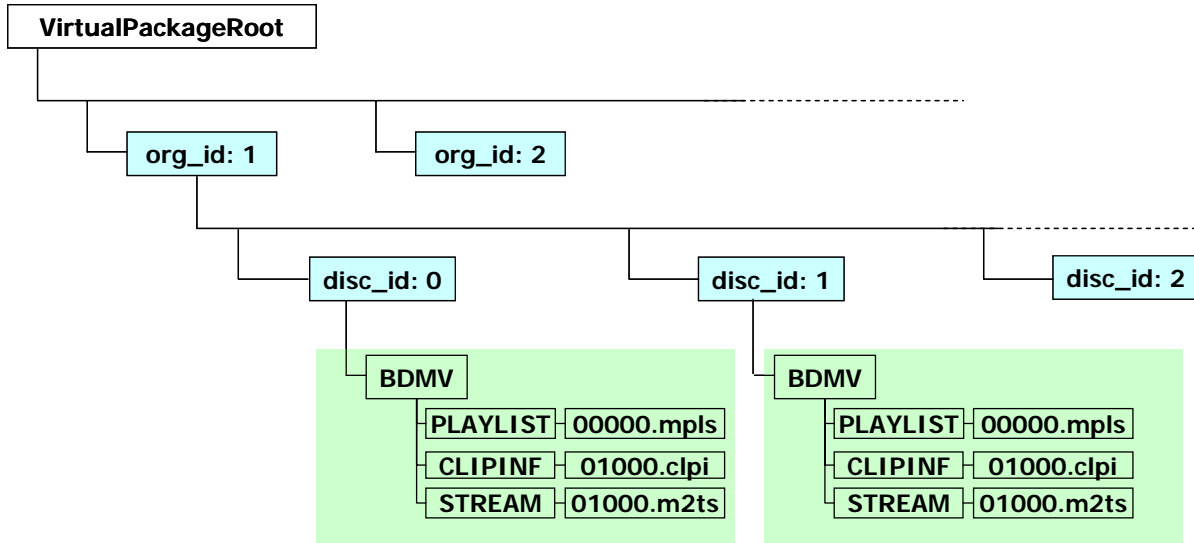 VirtualPackageRoot
org_id: 1
org_id: 2
disc_id: 0
disc_id: 1
disc_id: 2
BDMV
PLAYLIST
00000.mpls
CLIPINF
01000.clpi
STREAM
01000.m2ts
BDMV
PLAYLIST
00000.mpls
CLIPINF
01000.clpi
STREAM
01000.m2ts